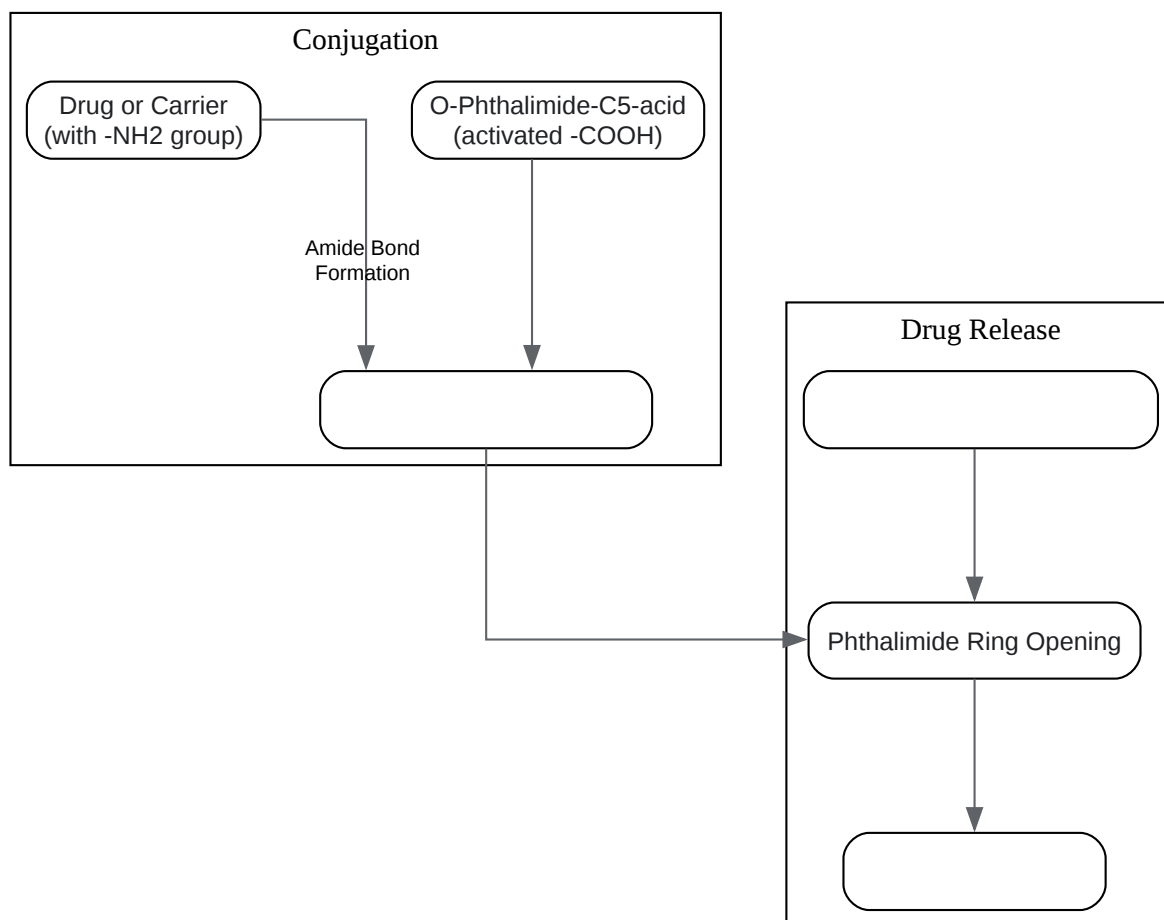 Conjugation
Drug or Carrier
(with -NH2 group)
O-Phthalimide-C5-acid
(activated -COOH)
Amide Bond
Formation
Drug Release
Phthalimide Ring Opening